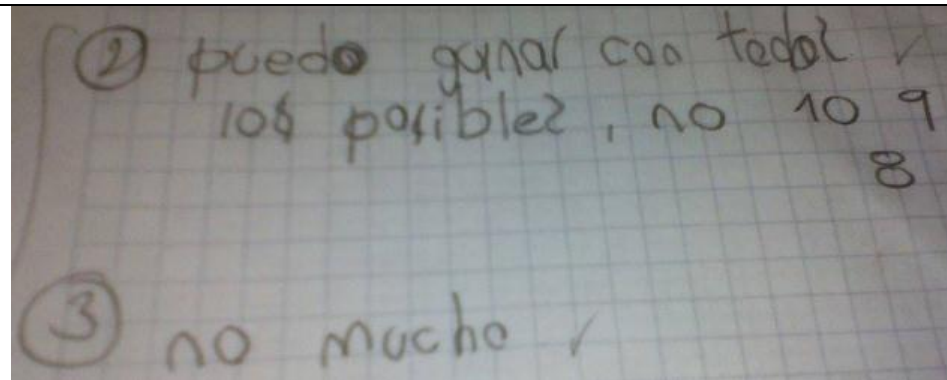 ② puedo ganar con todos ✓
los posibles, no 10 9
8
③ no mucho ✓